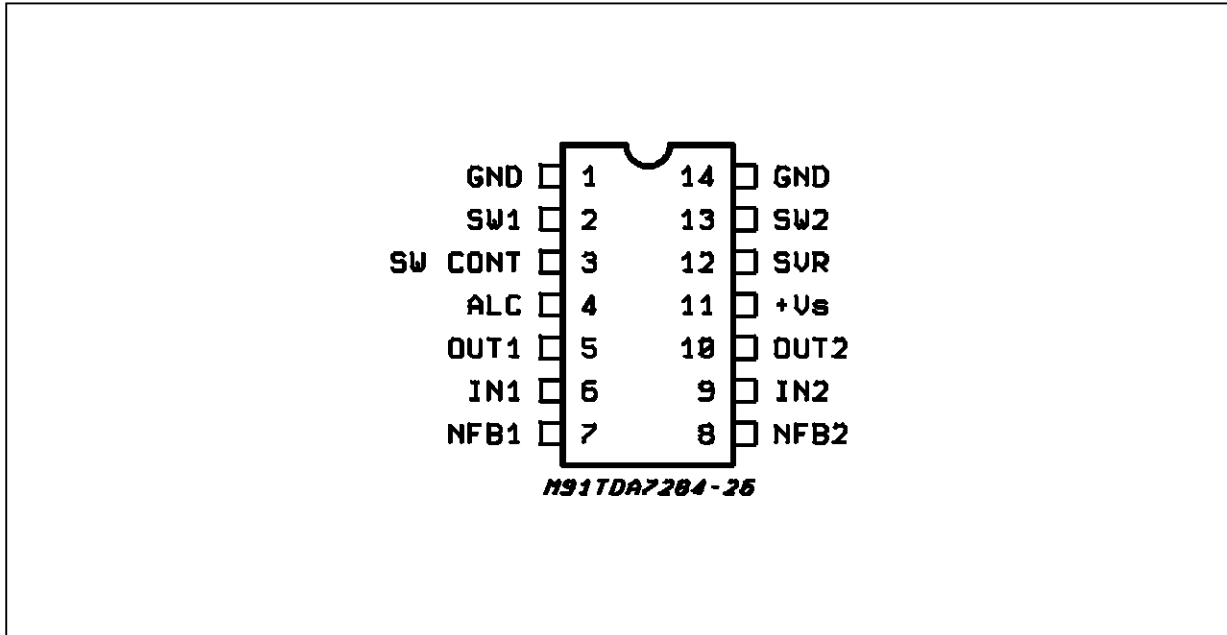 GND 1 14 GND
SW1 2 13 SW2
SW CONT 3 12 SVR
ALC 4 11 +Vs
OUT1 5 10 OUT2
IN1 6 9 IN2
NFB1 7 8 NFB2
M91TDA7284-26